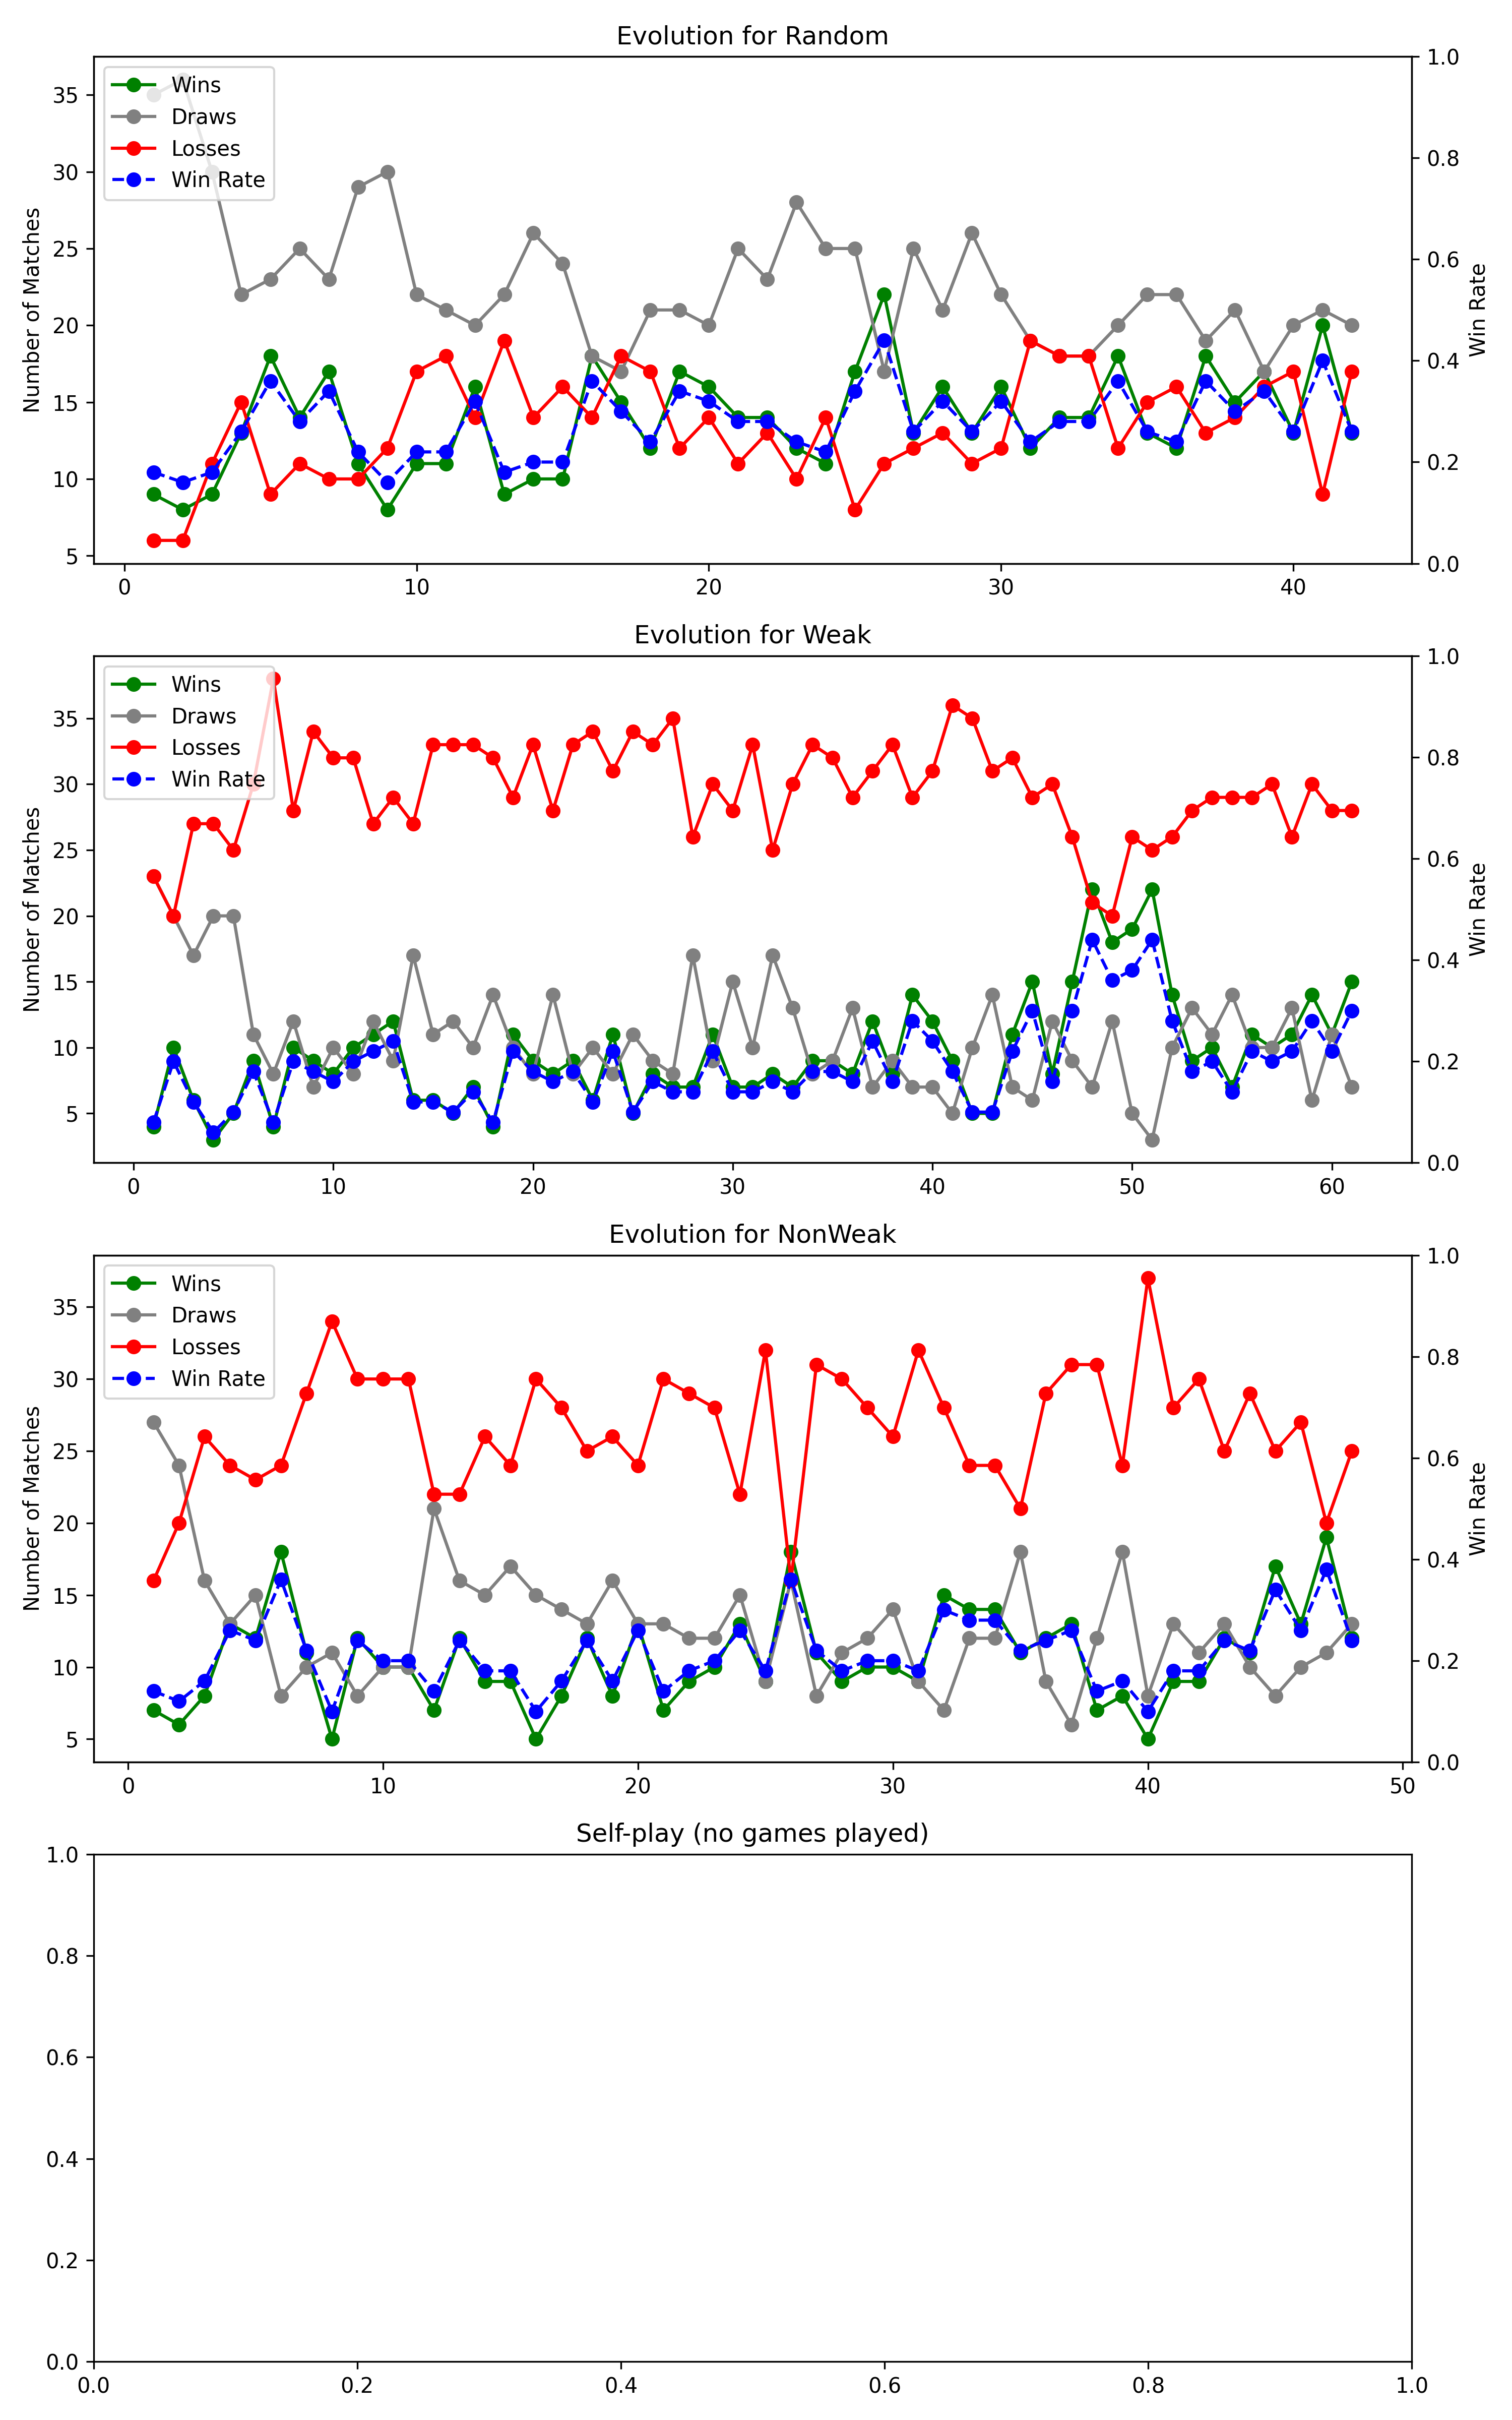 Evolution for Random
Wins
Draws
Losses
Win Rate
35
30
25
20
15
10
5
Number of Matches
1.0
0.8
0.6
0.4
0.2
0.0
Win Rate
0 10 20 30 40
Evolution for Weak
Wins
Draws
Losses
Win Rate
35
30
25
20
15
10
5
Number of Matches
1.0
0.8
0.6
0.4
0.2
0.0
Win Rate
0 10 20 30 40 50 60
Evolution for NonWeak
Wins
Draws
Losses
Win Rate
35
30
25
20
15
10
5
Number of Matches
1.0
0.8
0.6
0.4
0.2
0.0
Win Rate
0 10 20 30 40 50
Self-play (no games played)
1.0
0.8
0.6
0.4
0.2
0.0
0.0 0.2 0.4 0.6 0.8 1.0